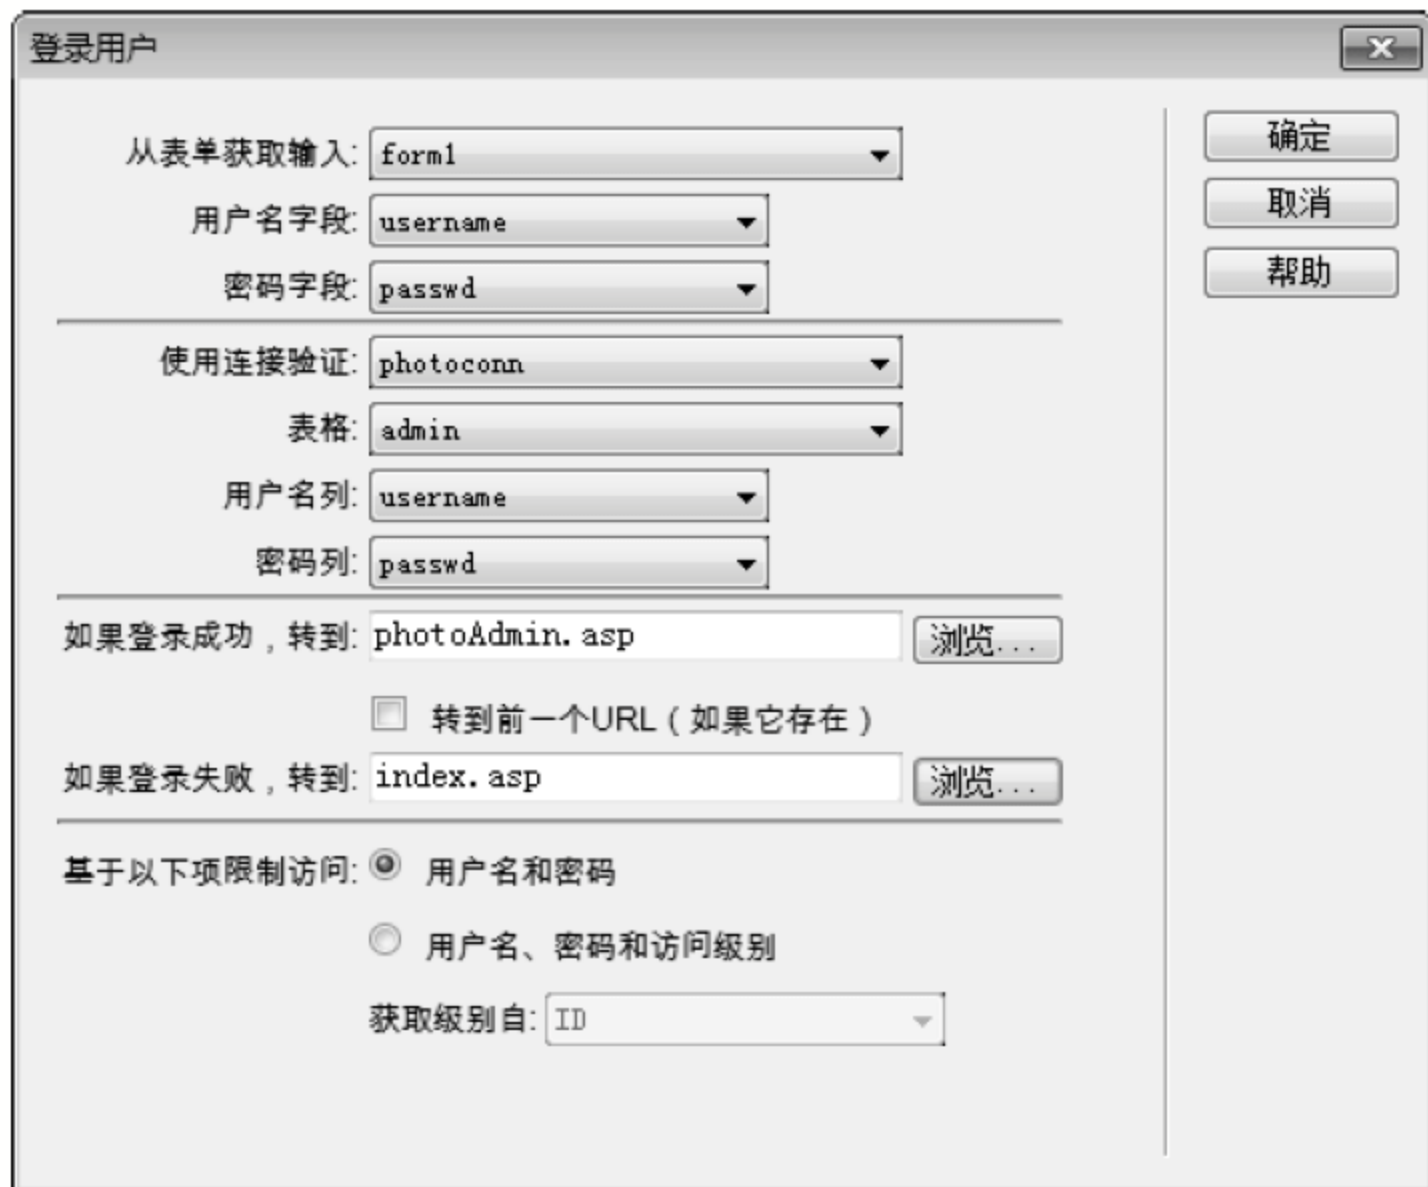 登录用户
从表单获取输入: form1
确定
用户名字段: username
取消
密码字段: passwd
帮助
使用连接验证: photoconn
表格: admin
用户名列: username
密码列: passwd
如果登录成功，转到: photoAdmin.asp 浏览...
转到前一个URL（如果它存在）
如果登录失败，转到: index.asp 浏览...
基于以下项限制访问: 用户名和密码
用户名、密码和访问级别
获取级别自: ID